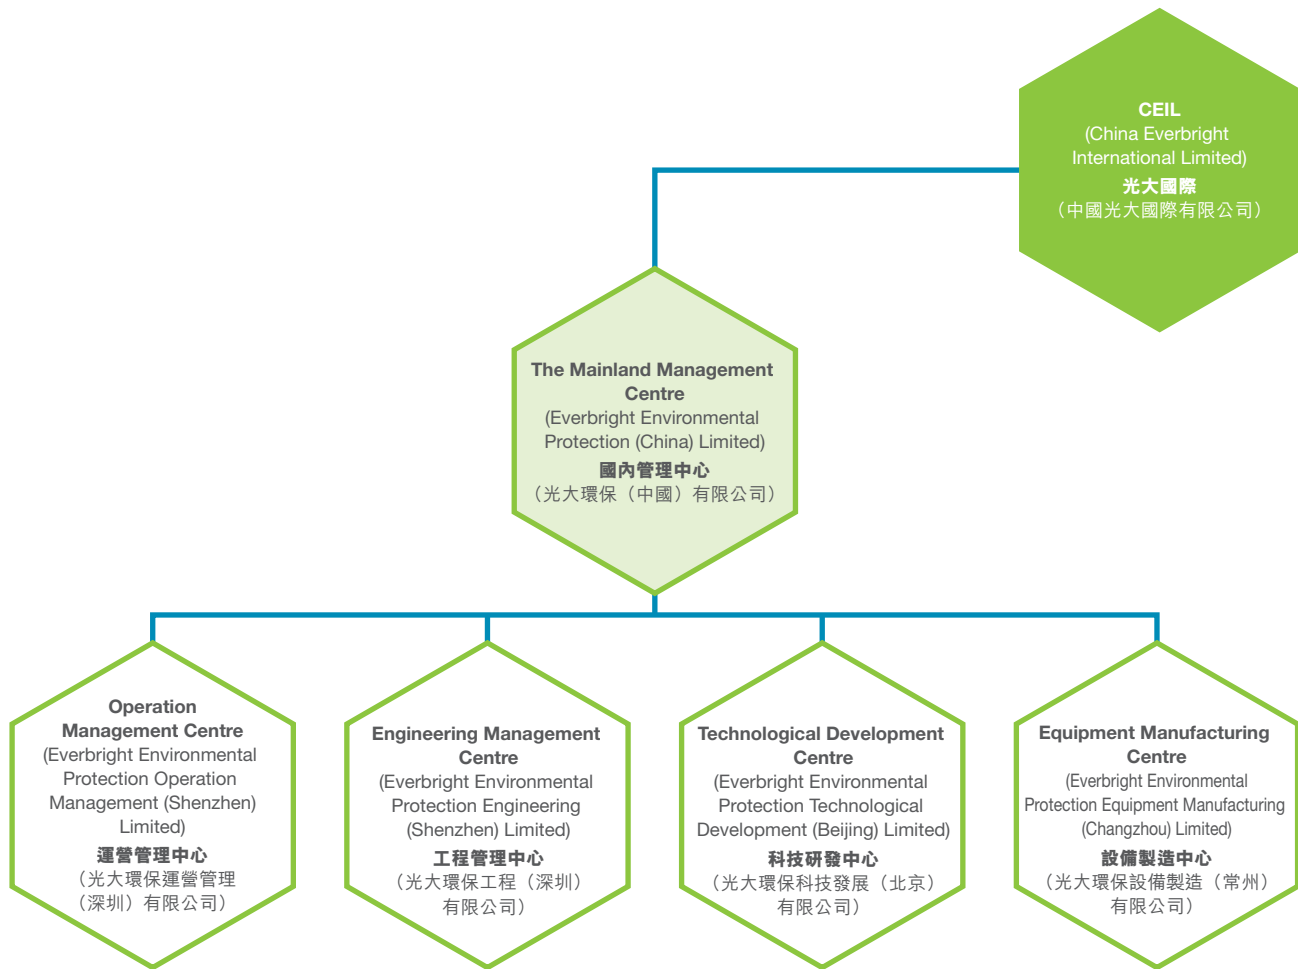 CEIL
(China Everbright
International Limited)
光大國際
（中國光大國際有限公司）
The Mainland Management
Centre
(Everbright Environmental
Protection (China) Limited)
國內管理中心
（光大環保（中國）有限公司）
Operation
Management Centre
(Everbright Environmental
Protection Operation
Management (Shenzhen)
Limited)
運營管理中心
（光大環保運營管理
（深圳）有限公司）
Engineering Management
Centre
(Everbright Environmental
Protection Engineering
(Shenzhen) Limited)
工程管理中心
（光大環保工程（深圳）
有限公司）
Technological Development
Centre
(Everbright Environmental
Protection Technological
Development (Beijing) Limited)
科技研發中心
（光大環保科技發展（北京）
有限公司）
Equipment Manufacturing
Centre
(Everbright Environmental
Protection Equipment Manufacturing
(Changzhou) Limited)
設備製造中心
（光大環保設備製造（常州）
有限公司）